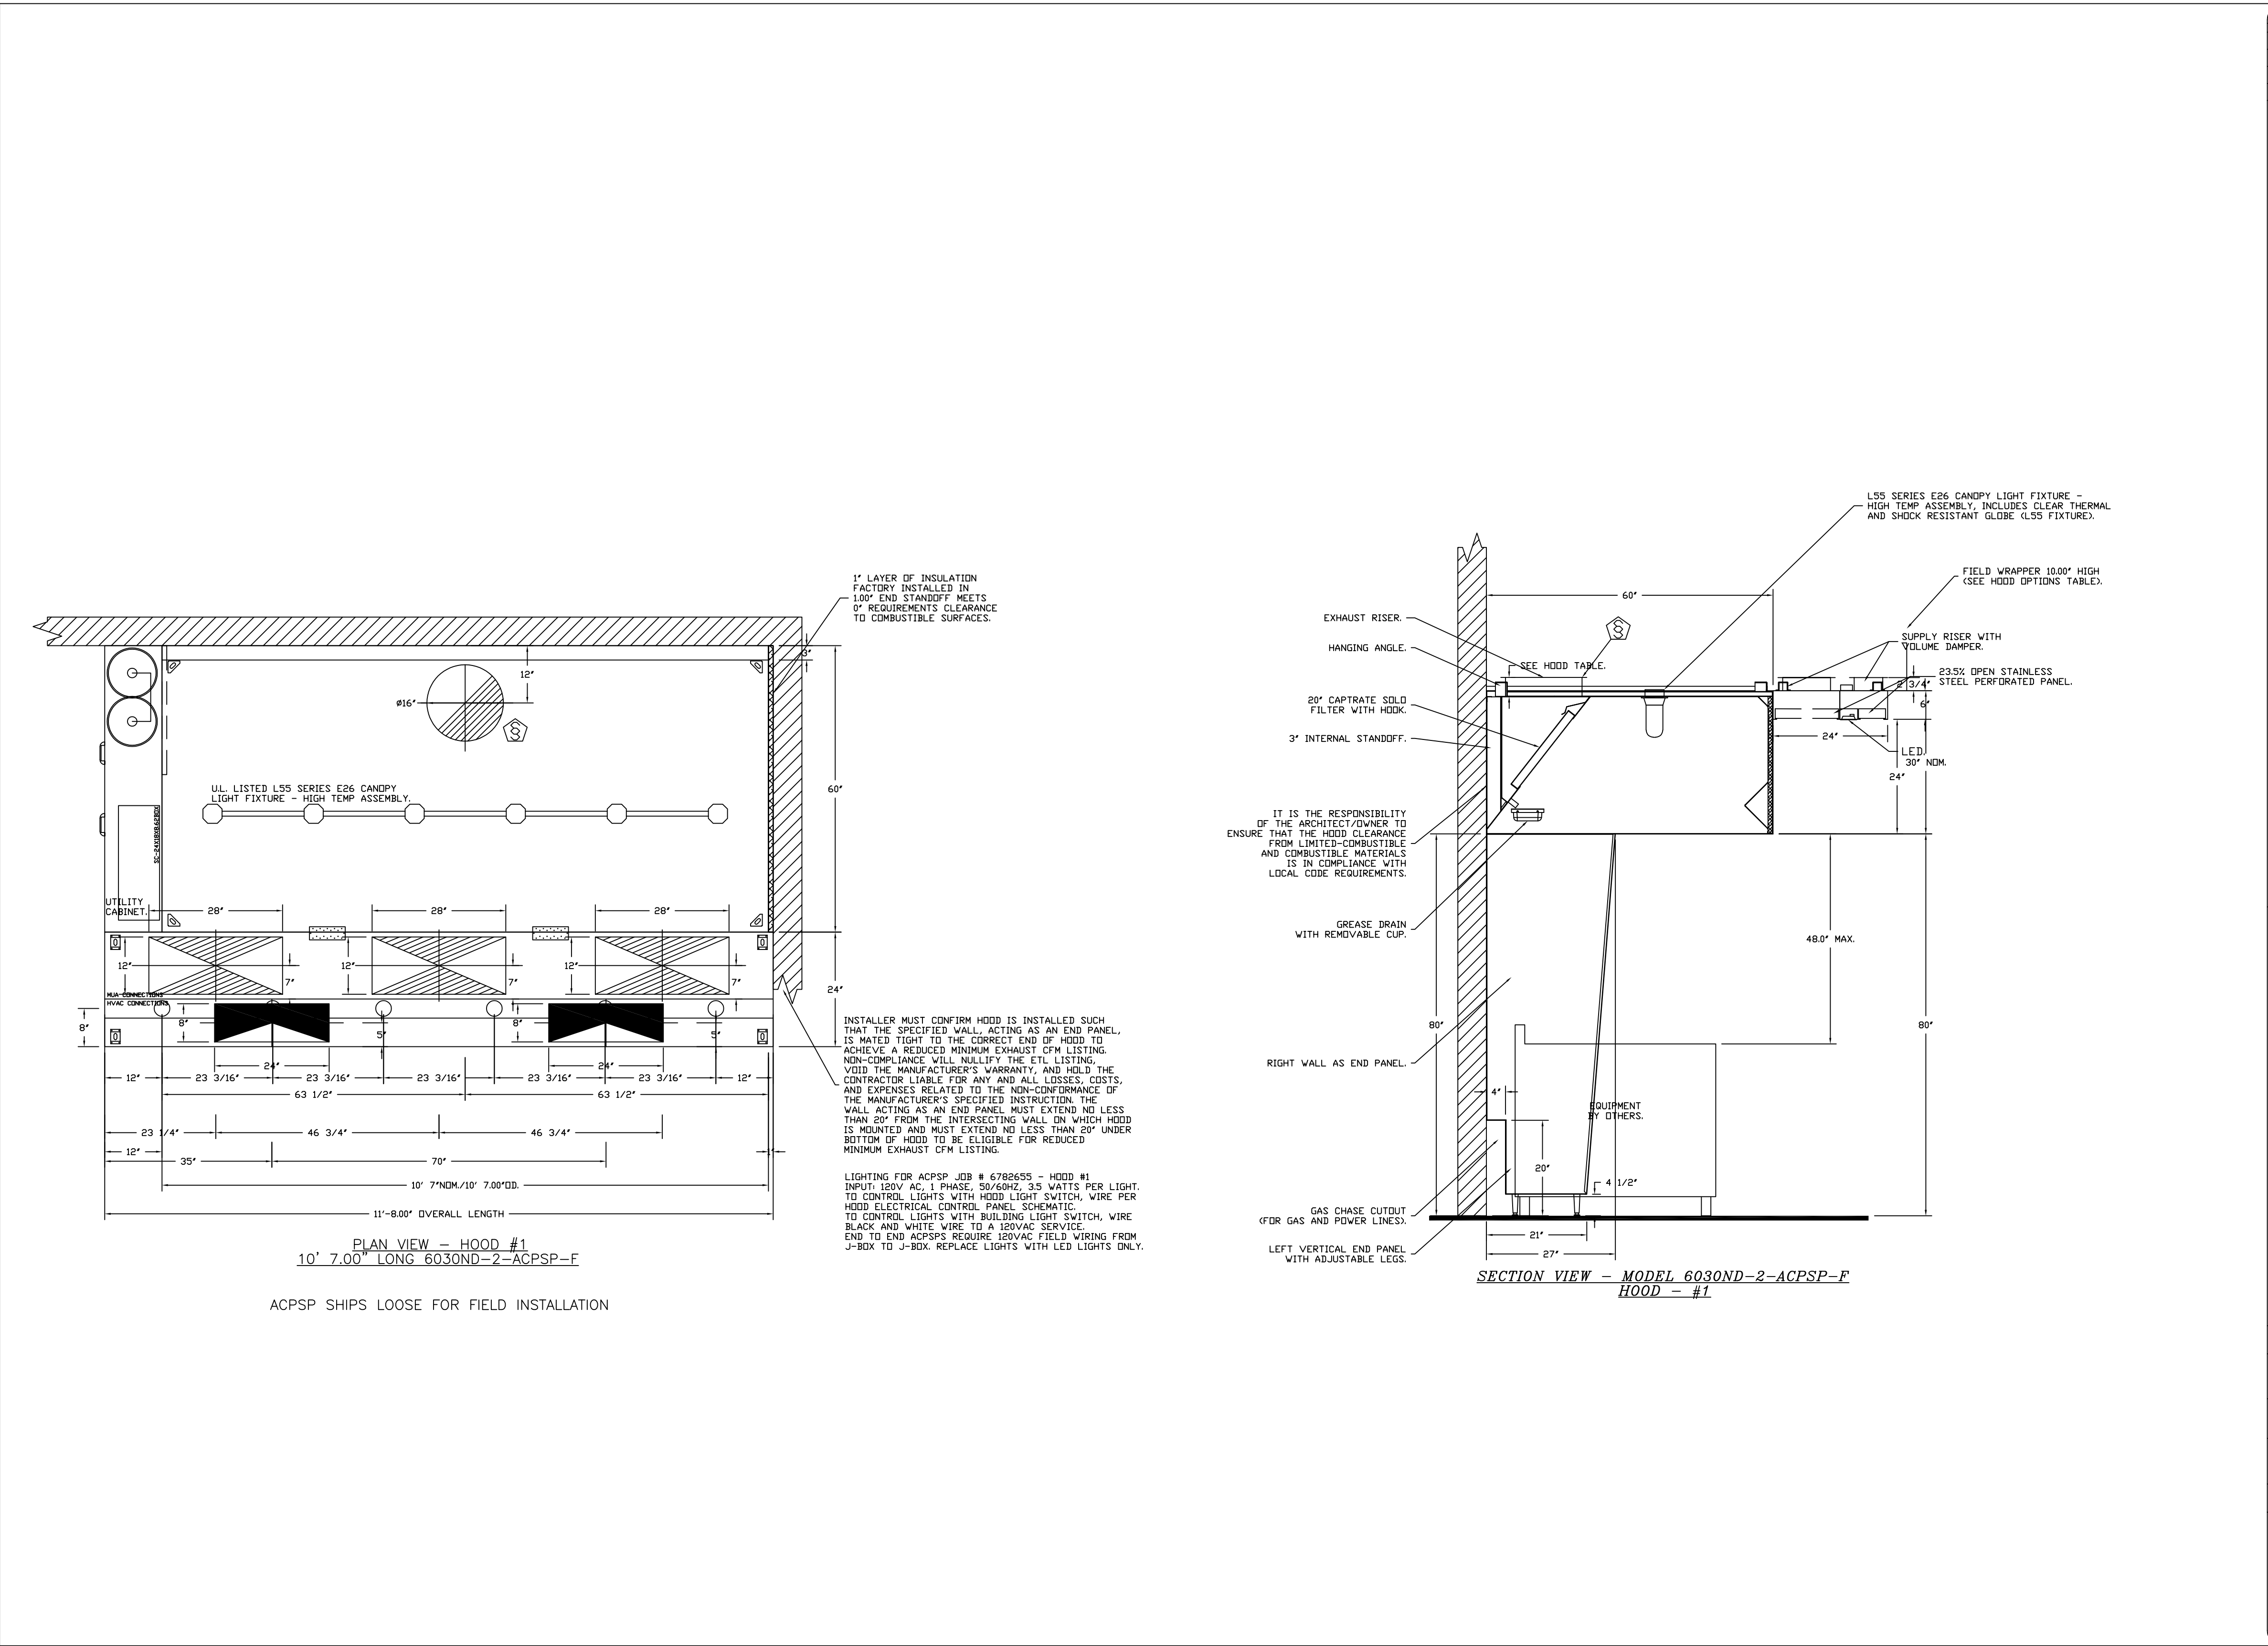 1" LAYER OF INSULATION
FACTORY INSTALLED IN
1.00" END STANDOFF MEETS
0" REQUIREMENTS CLEARANCE
TO COMBUSTIBLE SURFACES.
3"
12"
ø16"
60"
U.L. LISTED L55 SERIES E26 CANOPY
LIGHT FIXTURE - HIGH TEMP ASSEMBLY.
SC-24X18X8.62BOX
UTILITY
CABINET.
28"
28"
28"
12"
7"
12"
12"
7"
24"
MUA CONNECTIONS
HVAC CONNECTIONS
8"
8"
5"
8"
5"
24"
24"
12"
23 3/16"
23 3/16"
23 3/16"
23 3/16"
23 3/16"
12"
63 1/2"
63 1/2"
23 1/4"
46 3/4"
46 3/4"
12"
35"
70"
10' 7"NOM./10' 7.00"OD.
11'-8.00" OVERALL LENGTH
PLAN VIEW - HOOD #1
10' 7.00" LONG 6030ND-2-ACPSP-F
ACPSP SHIPS LOOSE FOR FIELD INSTALLATION
INSTALLER MUST CONFIRM HOOD IS INSTALLED SUCH
THAT THE SPECIFIED WALL, ACTING AS AN END PANEL,
IS MATED TIGHT TO THE CORRECT END OF HOOD TO
ACHIEVE A REDUCED MINIMUM EXHAUST CFM LISTING.
NON-COMPLIANCE WILL NULLIFY THE ETL LISTING,
VOID THE MANUFACTURER'S WARRANTY, AND HOLD THE
CONTRACTOR LIABLE FOR ANY AND ALL LOSSES, COSTS,
AND EXPENSES RELATED TO THE NON-CONFORMANCE OF
THE MANUFACTURER'S SPECIFIED INSTRUCTION. THE
WALL ACTING AS AN END PANEL MUST EXTEND NO LESS
THAN 20" FROM THE INTERSECTING WALL ON WHICH HOOD
IS MOUNTED AND MUST EXTEND NO LESS THAN 20" UNDER
BOTTOM OF HOOD TO BE ELIGIBLE FOR REDUCED
MINIMUM EXHAUST CFM LISTING.
LIGHTING FOR ACPSP JOB # 6782655 - HOOD #1
INPUT: 120V AC, 1 PHASE, 50/60HZ, 3.5 WATTS PER LIGHT.
TO CONTROL LIGHTS WITH HOOD LIGHT SWITCH, WIRE PER
HOOD ELECTRICAL CONTROL PANEL SCHEMATIC.
TO CONTROL LIGHTS WITH BUILDING LIGHT SWITCH, WIRE
BLACK AND WHITE WIRE TO A 120VAC SERVICE.
END TO END ACPSPS REQUIRE 120VAC FIELD WIRING FROM
J-BOX TO J-BOX. REPLACE LIGHTS WITH LED LIGHTS ONLY.
L55 SERIES E26 CANOPY LIGHT FIXTURE -
HIGH TEMP ASSEMBLY, INCLUDES CLEAR THERMAL
AND SHOCK RESISTANT GLOBE (L55 FIXTURE).
FIELD WRAPPER 10.00" HIGH
(SEE HOOD OPTIONS TABLE).
60"
EXHAUST RISER.
HANGING ANGLE.
SEE HOOD TABLE.
SUPPLY RISER WITH
VOLUME DAMPER.
23.5% OPEN STAINLESS
STEEL PERFORATED PANEL.
2 3/4"
6"
20" CAPTRATE SOLO
FILTER WITH HOOK.
3" INTERNAL STANDOFF.
24"
LED.
30" NOM.
24"
IT IS THE RESPONSIBILITY
OF THE ARCHITECT/OWNER TO
ENSURE THAT THE HOOD CLEARANCE
FROM LIMITED-COMBUSTIBLE
AND COMBUSTIBLE MATERIALS
IS IN COMPLIANCE WITH
LOCAL CODE REQUIREMENTS.
GREASE DRAIN
WITH REMOVABLE CUP.
48.0" MAX.
80"
80"
RIGHT WALL AS END PANEL.
4"
EQUIPMENT
BY OTHERS.
20"
4 1/2"
GAS CHASE CUTOUT
(FOR GAS AND POWER LINES).
21"
LEFT VERTICAL END PANEL
WITH ADJUSTABLE LEGS.
27"
SECTION VIEW - MODEL 6030ND-2-ACPSP-F
HOOD - #1